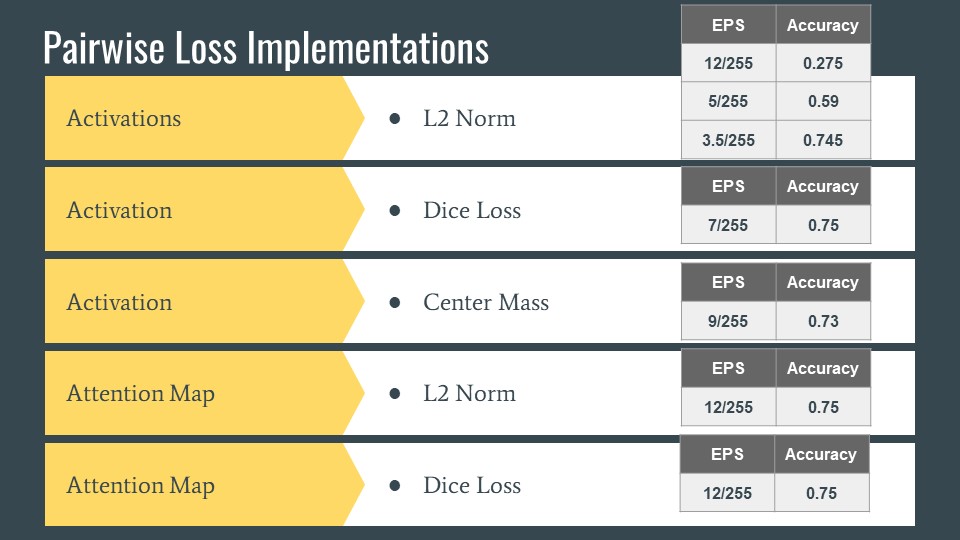 Pairwise Loss Implementations
EPS Accuracy
12/255 0.275
5/255 0.59
3.5/255 0.745
Activations
● L2 Norm
EPS Accuracy
7/255 0.75
Activation
● Dice Loss
EPS Accuracy
9/255 0.73
Activation
● Center Mass
EPS Accuracy
12/255 0.75
Attention Map
● L2 Norm
EPS Accuracy
12/255 0.75
Attention Map
● Dice Loss